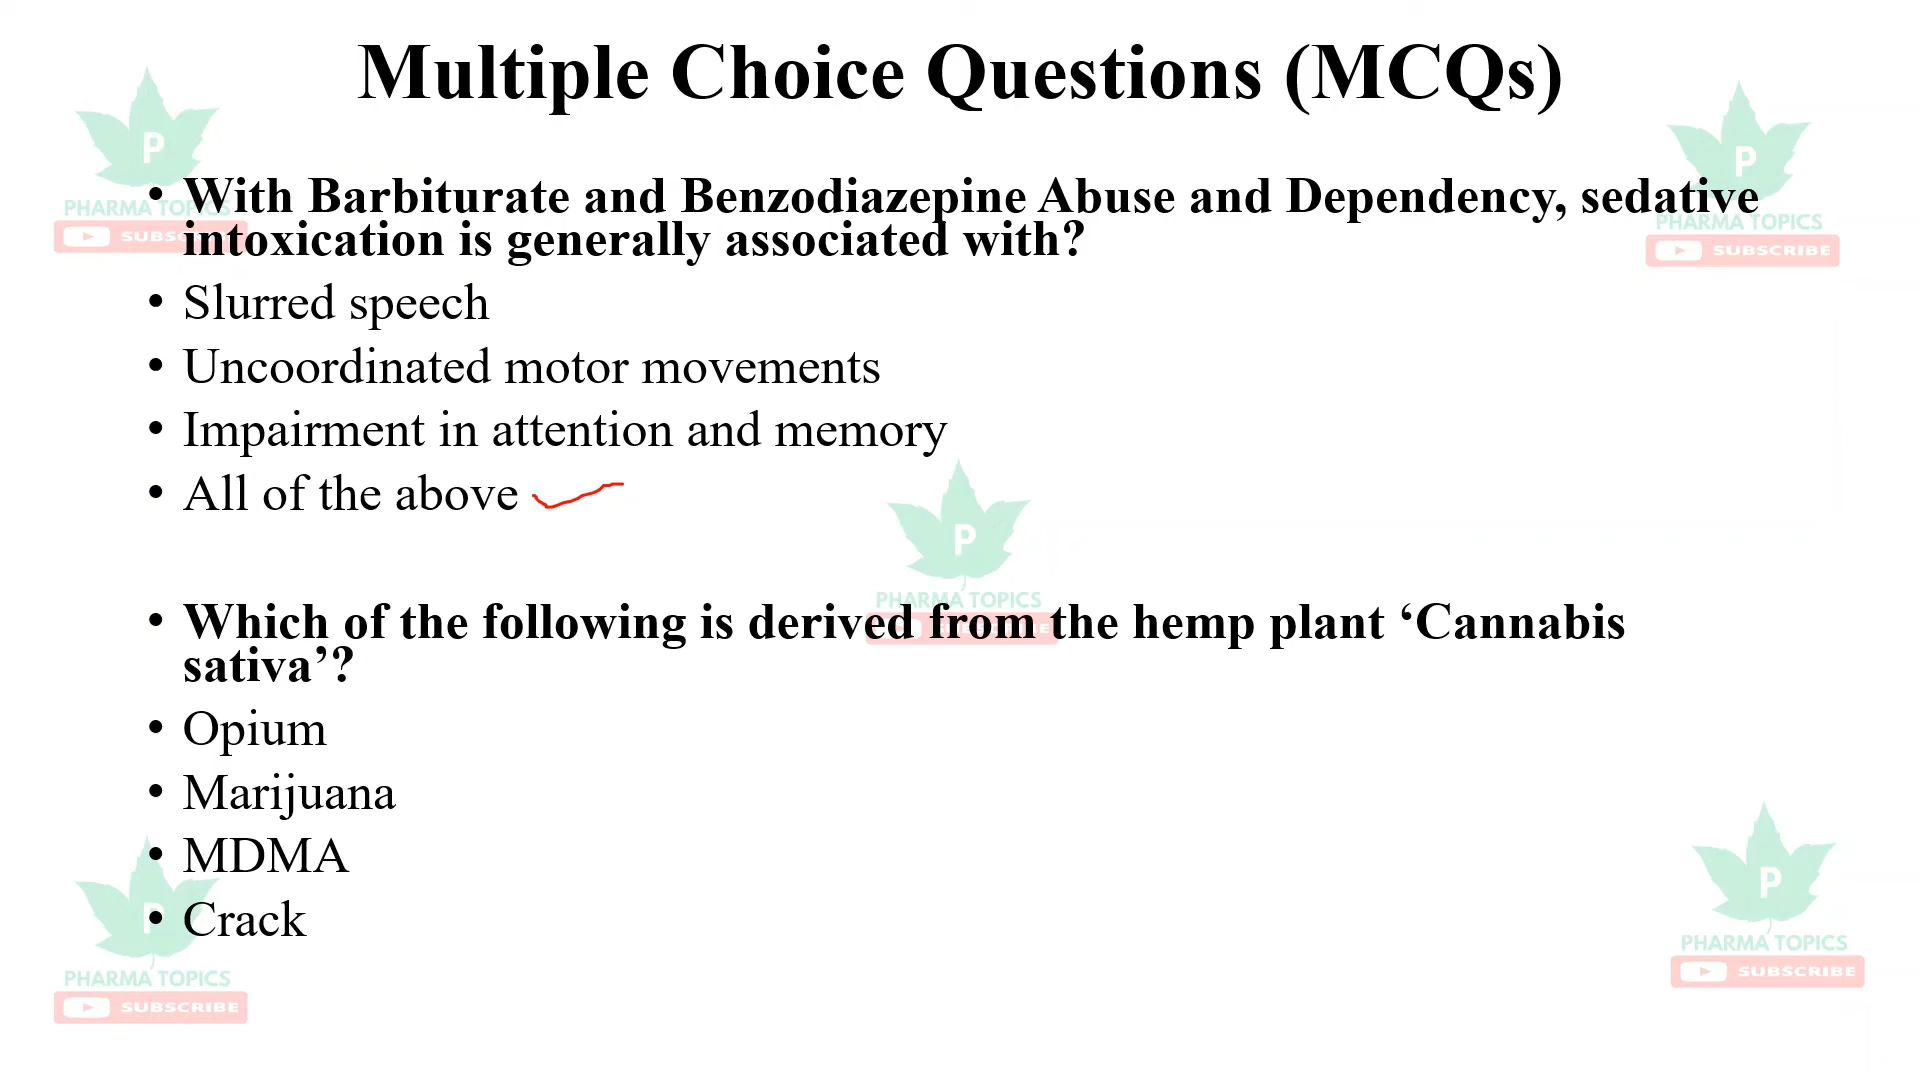 Multiple Choice Questions (MCQs)
• With Barbiturate and Benzodiazepine Abuse and Dependency, sedative
intoxication is generally associated with?
• Slurred speech
• Uncoordinated motor movements
• Impairment in attention and memory
• All of the above
• Which of the following is derived from the hemp plant ‘Cannabis
sativa’?
• Opium
• Marijuana
• MDMA
• Crack
P
PHARMA TOPICS
SUBSC
P
PHARMA TOPICS
SUBSCRIBE
P
PHARMA TOPICS
P
PHARMA TOPICS
SUBSCRIBE
P
PHARMA TOPICS
SUBSCRIBE